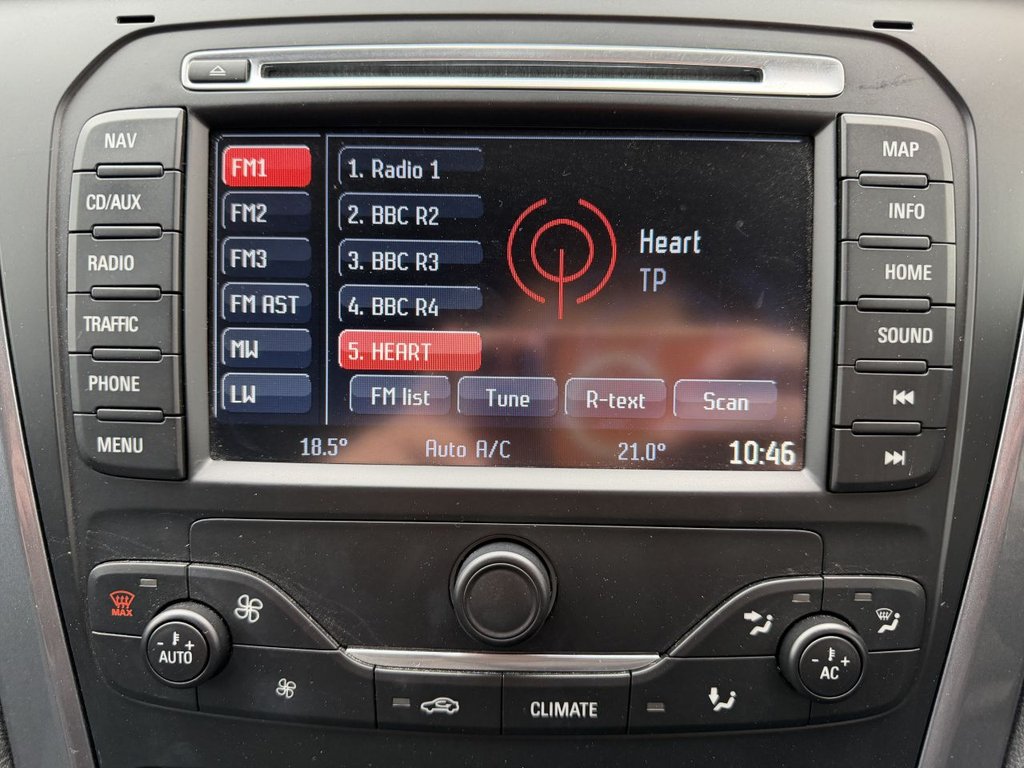 NAV
CD/AUX
RADIO
TRAFFIC
PHONE
MENU
FM1
FM2
FM3
FM AST
MW
LW
1. Radio 1
2. BBC R2
3. BBC R3
4. BBC R4
5. HEART
Heart
TP
FM list
Tune
R-text
Scan
18.5°
Auto A/C
21.0°
10:46
MAP
INFO
HOME
SOUND
MAX
- +
AUTO
CLIMATE
- +
AC